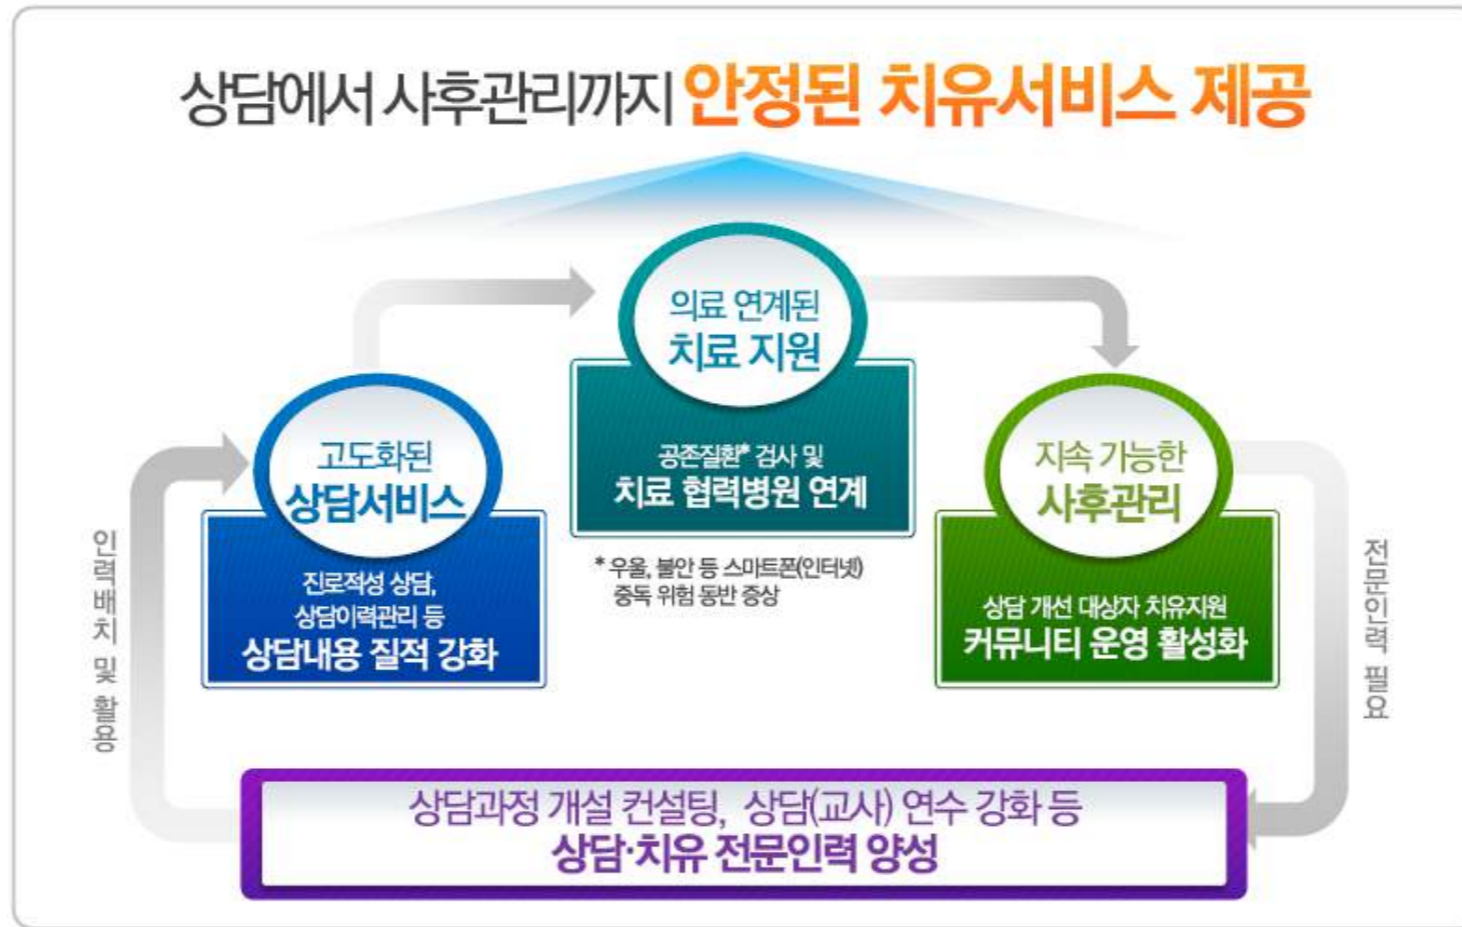 상담에서 사후관리까지 안정된 치유서비스 제공
의료 연계된
치료 지원
공존질환* 검사 및
치료 협력병원 연계
* 우울, 불안 등 스마트폰(인터넷)
중독 위험 동반 증상
고도화된
상담서비스
진로적성 상담,
상담이력관리 등
상담내용 질적 강화
지속 가능한
사후관리
상담 개선 대상자 치유지원
커뮤니티 운영 활성화
인력배치 및 활용
전문인력 필요
상담과정 개설 컨설팅, 상담(교사) 연수 강화 등
상담·치유 전문인력 양성